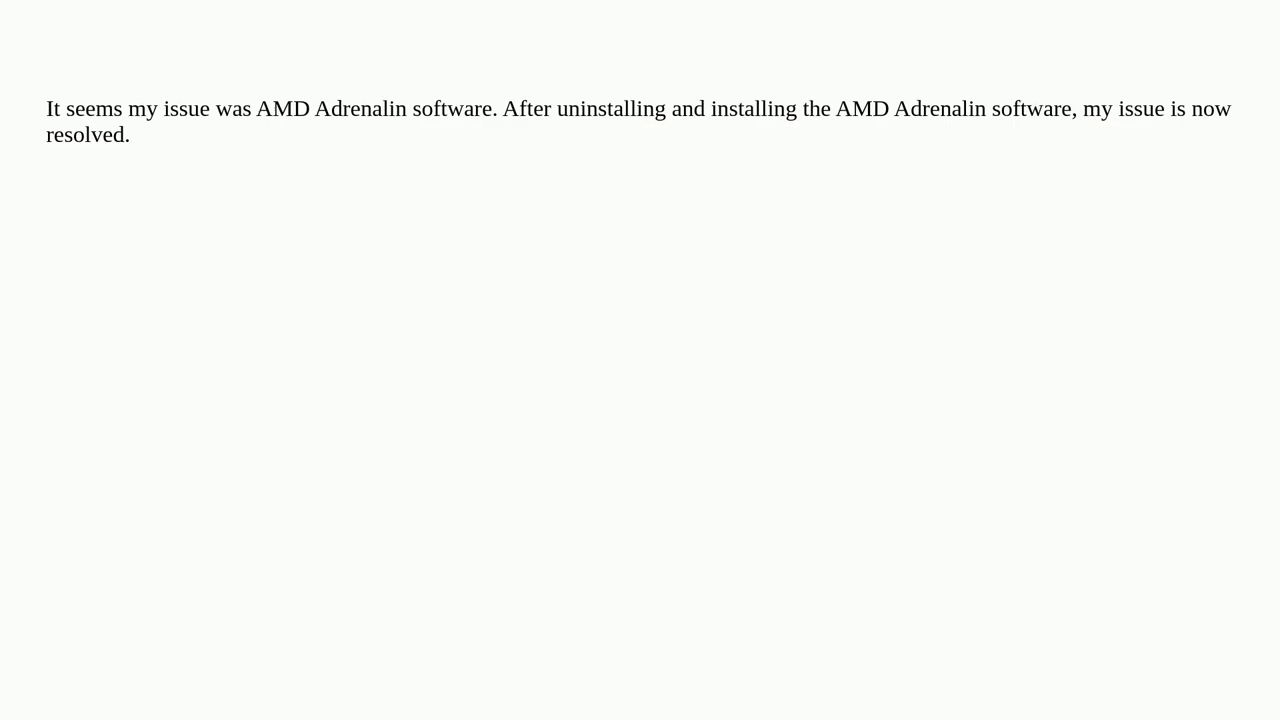 It seems my issue was AMD Adrenalin software. After uninstalling and installing the AMD Adrenalin software, my issue is now
resolved.